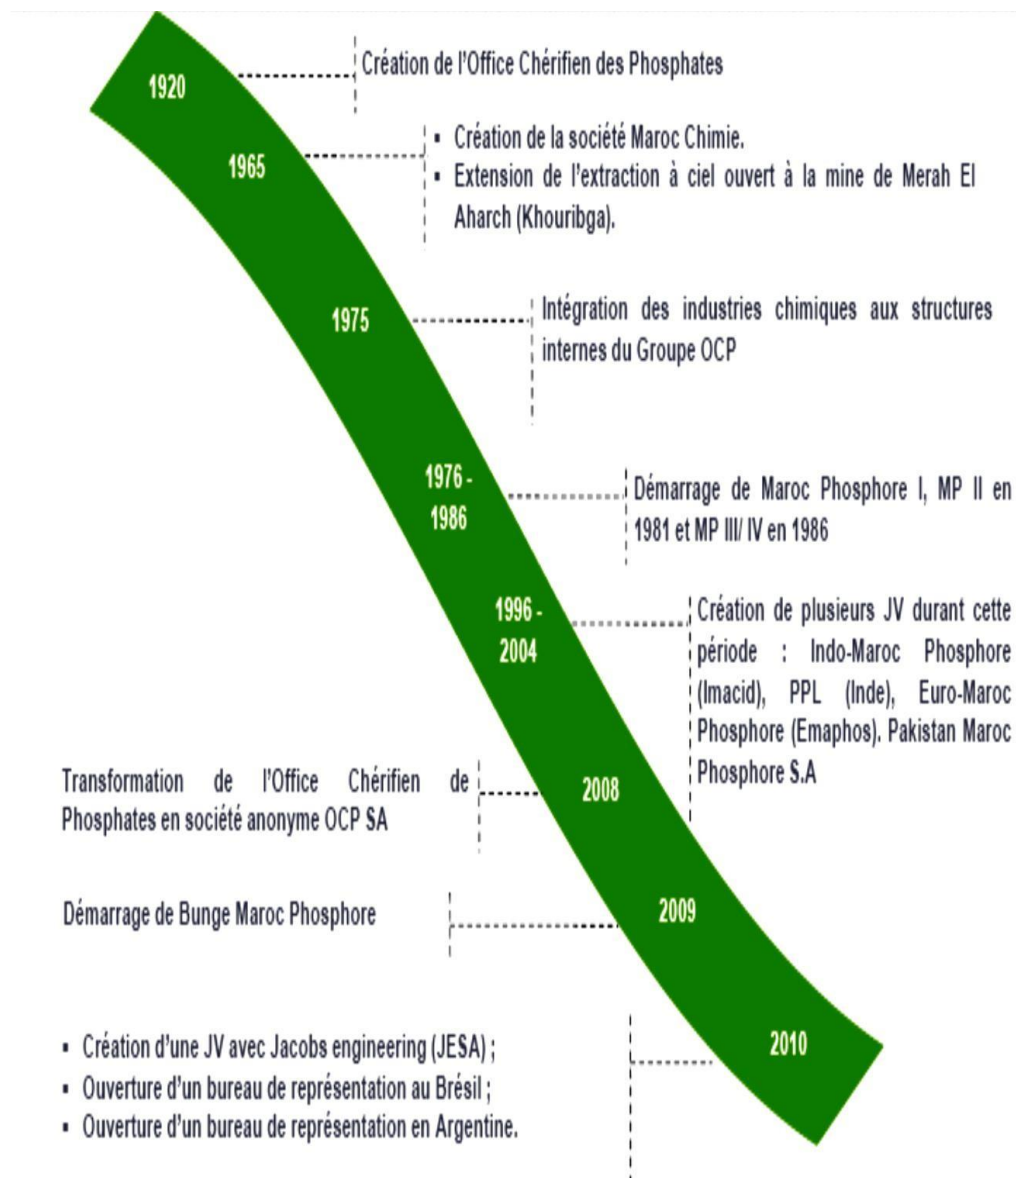 1920
Création de l'Office Chérifien des Phosphates
1965
▪ Création de la société Maroc Chimie.
▪ Extension de l'extraction à ciel ouvert à la mine de Merah El
Aharch (Khouribga).
1975
Intégration des industries chimiques aux structures
internes du Groupe OCP
1976 -
1986
Démarrage de Maroc Phosphore I, MP II en
1981 et MP III/ IV en 1986
1996 -
2004
Création de plusieurs JV durant cette
période : Indo-Maroc Phosphore
(Imacid), PPL (Inde), Euro-Maroc
Phosphore (Emaphos). Pakistan Maroc
Phosphore S.A
2008
Transformation de l'Office Chérifien de
Phosphates en société anonyme OCP SA
2009
Démarrage de Bunge Maroc Phosphore
2010
▪ Création d'une JV avec Jacobs engineering (JESA) ;
▪ Ouverture d'un bureau de représentation au Brésil ;
▪ Ouverture d'un bureau de représentation en Argentine.